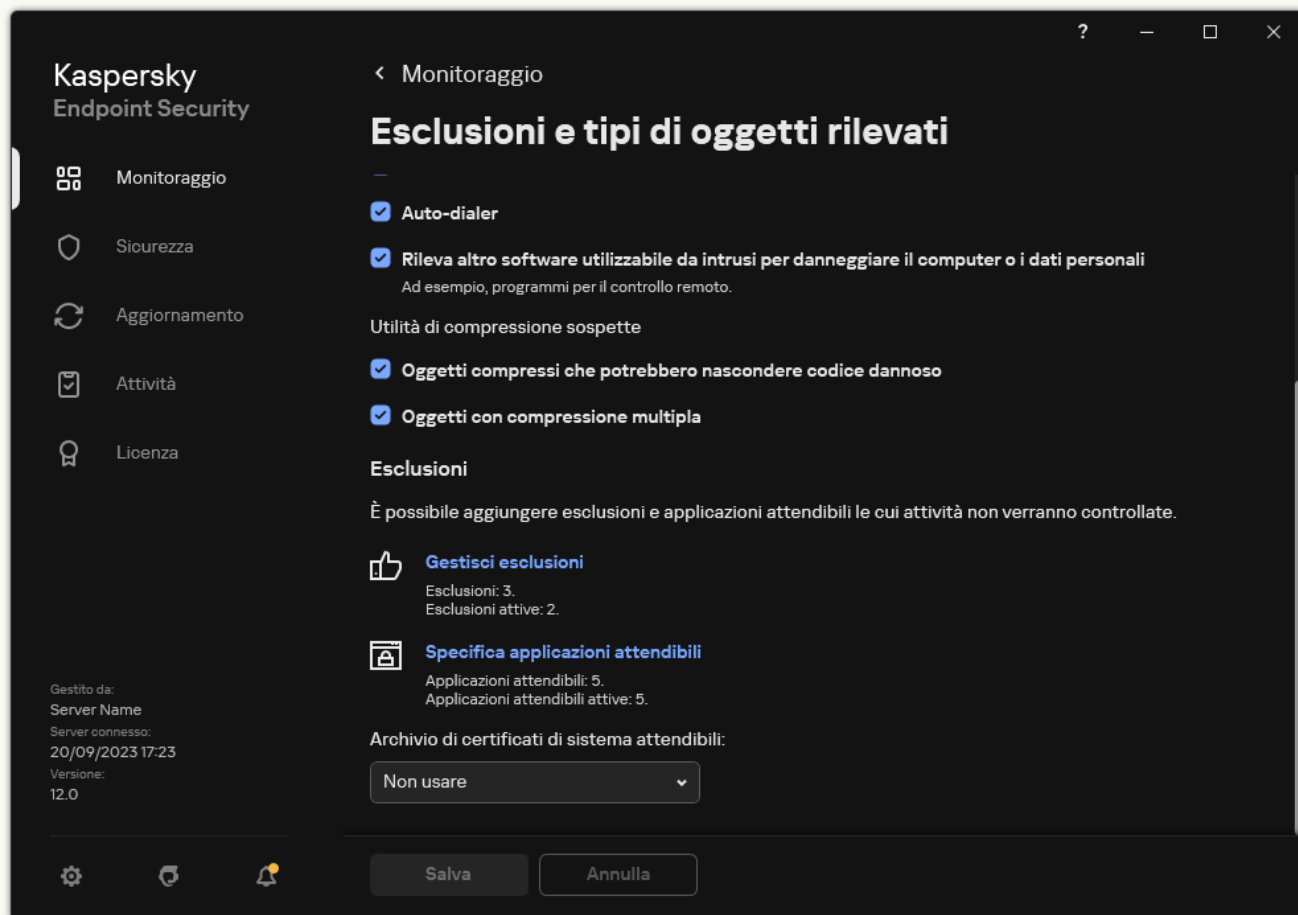 ?
Kaspersky
Endpoint Security
Monitoraggio
Sicurezza
Aggiornamento
Attività
Licenza
Gestito da:
Server Name
Server connesso:
20/09/2023 17:23
Versione:
12.0
Monitoraggio
Esclusioni e tipi di oggetti rilevati
Auto-dialer
Rileva altro software utilizzabile da intrusi per danneggiare il computer o i dati personali
Ad esempio, programmi per il controllo remoto.
Utilità di compressione sospette
Oggetti compressi che potrebbero nascondere codice dannoso
Oggetti con compressione multipla
Esclusioni
È possibile aggiungere esclusioni e applicazioni attendibili le cui attività non verranno controllate.
Gestisci esclusioni
Esclusioni: 3.
Esclusioni attive: 2.
Specifica applicazioni attendibili
Applicazioni attendibili: 5.
Applicazioni attendibili attive: 5.
Archivio di certificati di sistema attendibili:
Non usare
Salva
Annulla